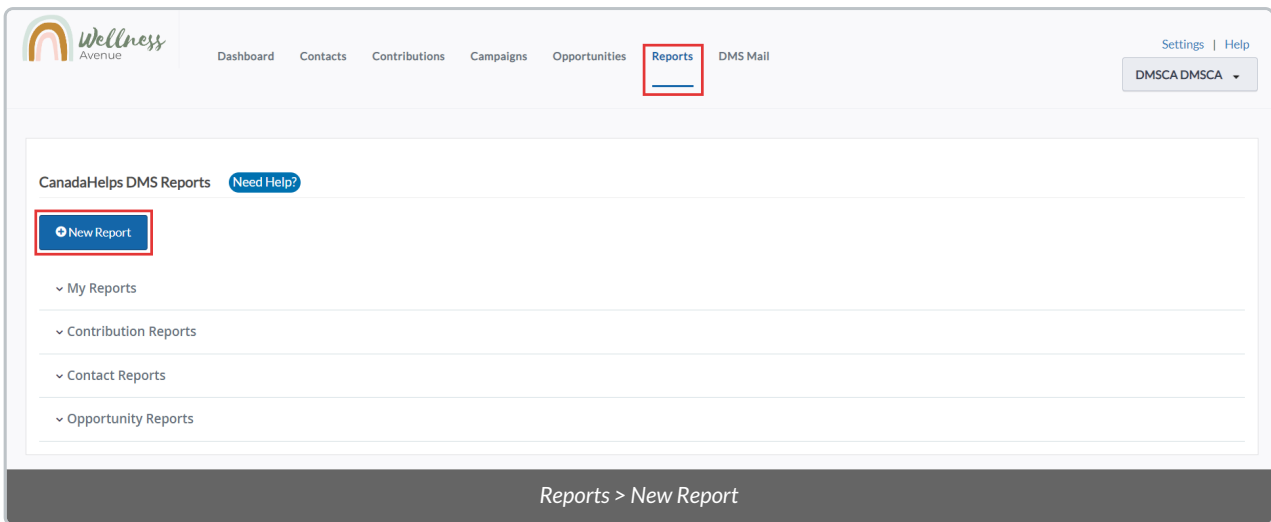 Wellness
Avenue
Dashboard Contacts Contributions Campaigns Opportunities Reports DMS Mail
Settings | Help
DMSCA DMSCA
CanadaHelps DMS Reports Need Help?
New Report
My Reports
Contribution Reports
Contact Reports
Opportunity Reports
Reports > New Report